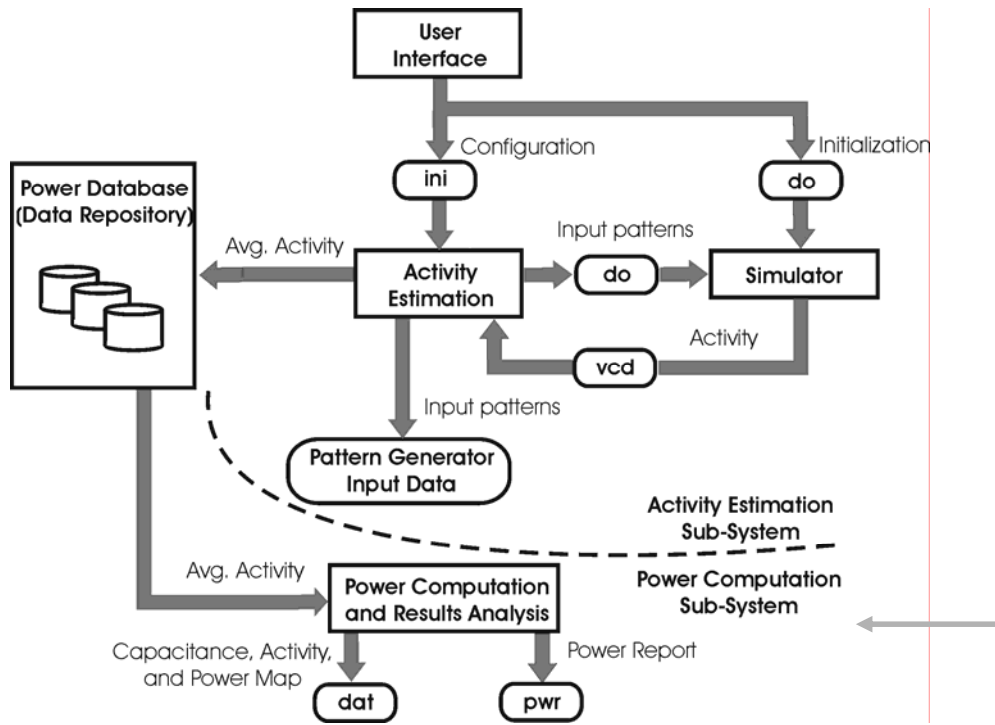 User
Interface
Configuration
Initialization
ini
do
Power Database
(Data Repository)
Avg. Activity
Activity
Estimation
Input patterns
do
Simulator
Activity
vcd
Input patterns
Pattern Generator
Input Data
Activity Estimation
Sub-System
Power Computation
Sub-System
Avg. Activity
Power Computation
and Results Analysis
Capacitance, Activity,
and Power Map
Power Report
dat
pwr